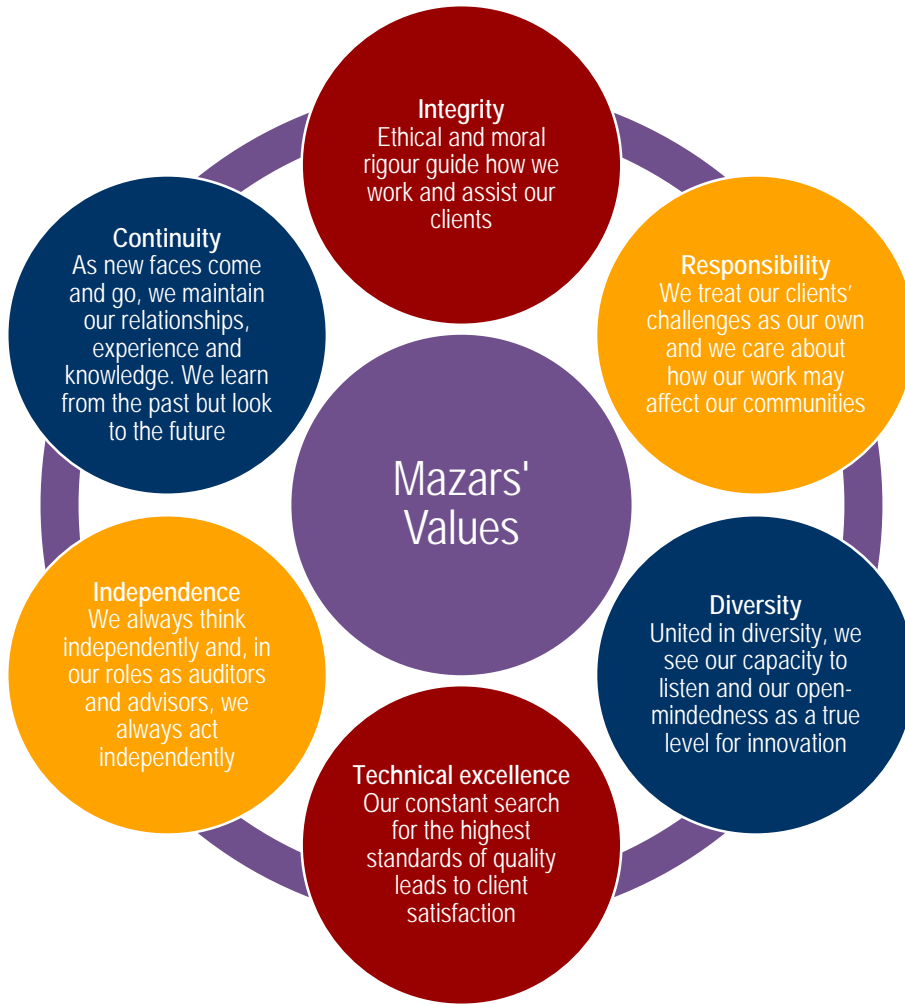 Integrity
Ethical and moral
rigour guide how we
work and assist our
clients
Responsibility
We treat our clients’
challenges as our own
and we care about
how our work may
affect our communities
Diversity
United in diversity, we
see our capacity to
listen and our open-
mindedness as a true
level for innovation
Technical excellence
Our constant search
for the highest
standards of quality
leads to client
satisfaction
Independence
We always think
independently and, in
our roles as auditors
and advisors, we
always act
independently
Continuity
As new faces come
and go, we maintain
our relationships,
experience and
knowledge. We learn
from the past but look
to the future
Mazars'
Values